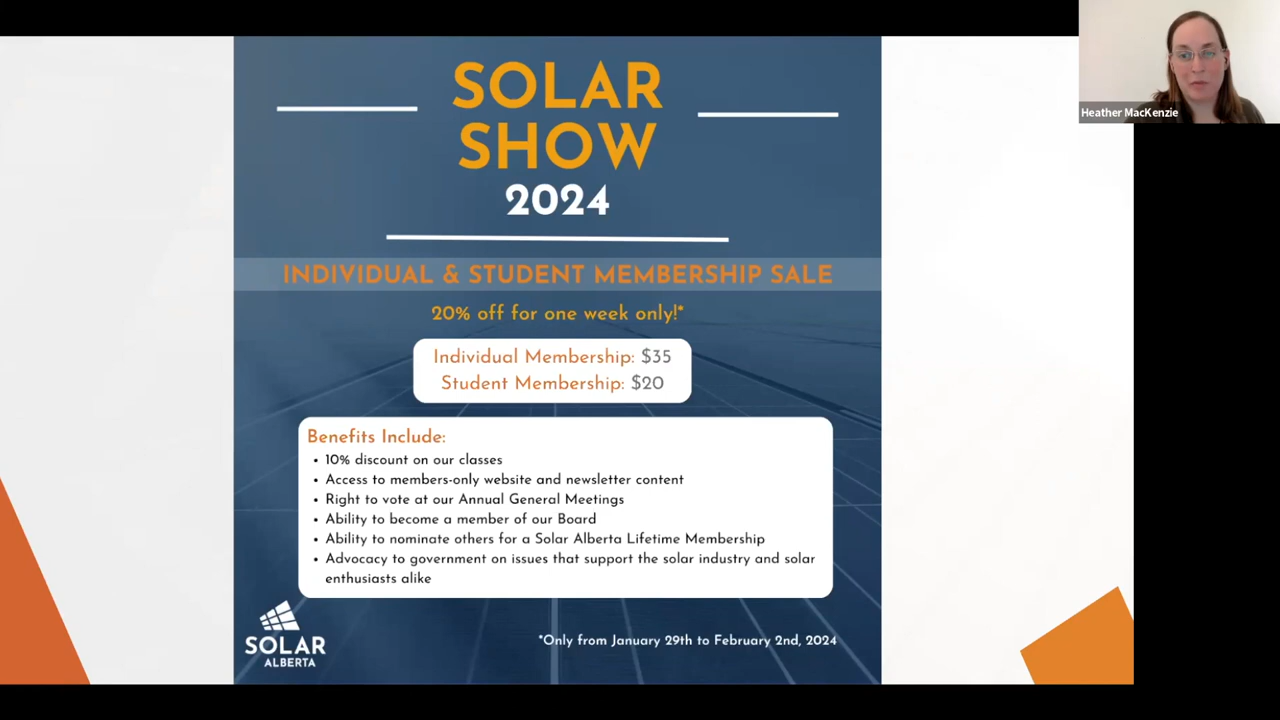 SOLAR
SHOW
2024
INDIVIDUAL & STUDENT MEMBERSHIP SALE
20% off for one week only!*
Individual Membership: $35
Student Membership: $20
Benefits Include:
• 10% discount on our classes
• Access to members-only website and newsletter content
• Right to vote at our Annual General Meetings
• Ability to become a member of our Board
• Ability to nominate others for a Solar Alberta Lifetime Membership
• Advocacy to government on issues that support the solar industry and solar
enthusiasts alike
SOLAR
ALBERTA
*Only from January 29th to February 2nd, 2024
Heather MacKenzie